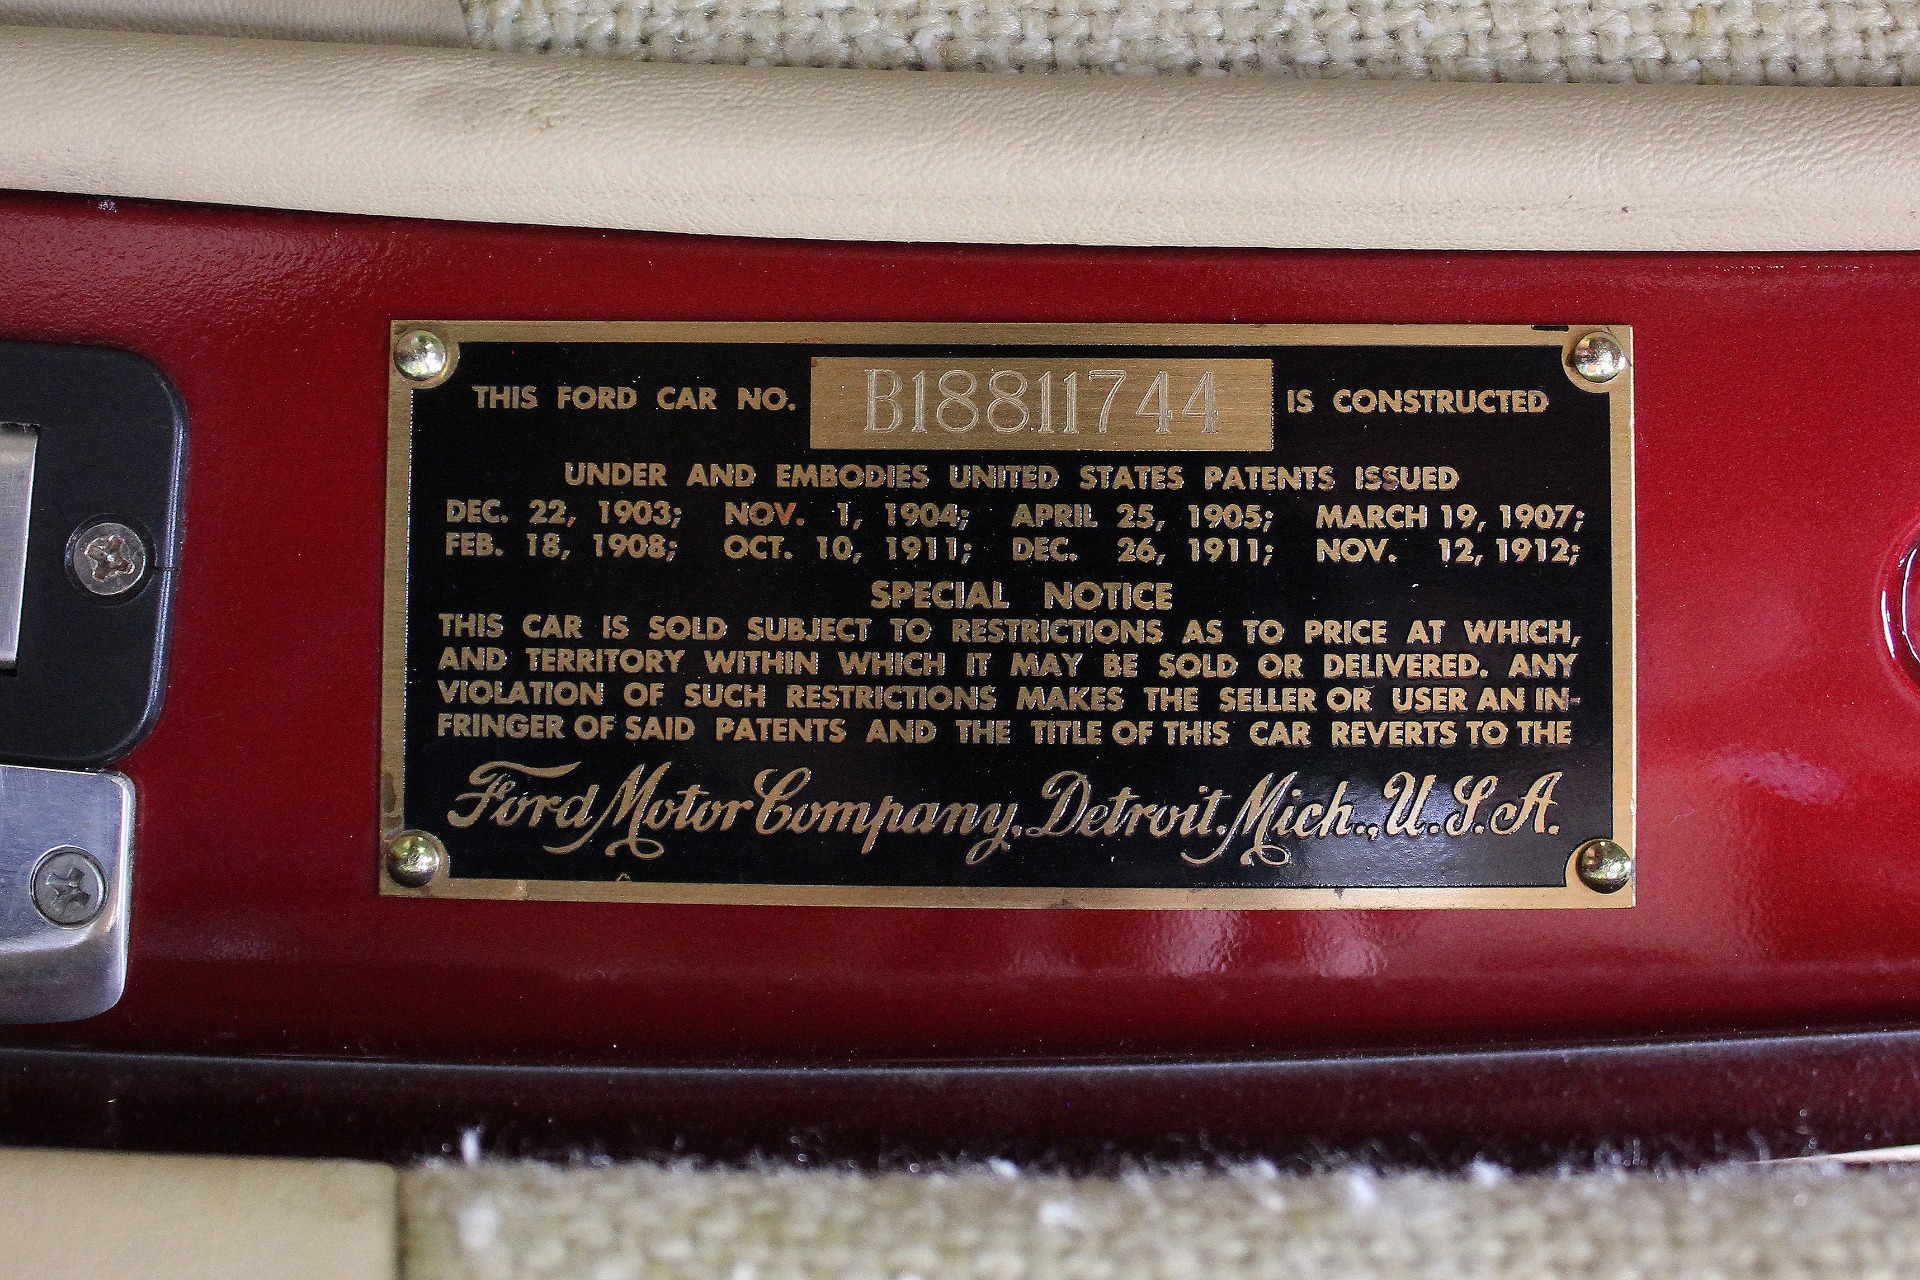 THIS FORD CAR NO. B18811744 IS CONSTRUCTED
UNDER AND EMBODIES UNITED STATES PATENTS ISSUED
DEC. 22, 1903; NOV. 1, 1904; APRIL 25, 1905; MARCH 19, 1907;
FEB. 18, 1908; OCT. 10, 1911; DEC. 26, 1911; NOV. 12, 1912;
SPECIAL NOTICE
THIS CAR IS SOLD SUBJECT TO RESTRICTIONS AS TO PRICE AT WHICH,
AND TERRITORY WITHIN WHICH IT MAY BE SOLD OR DELIVERED. ANY
VIOLATION OF SUCH RESTRICTIONS MAKES THE SELLER OR USER AN IN-
FRINGER OF SAID PATENTS AND THE TITLE OF THIS CAR REVERTS TO THE
Ford Motor Company, Detroit, Mich., U.S.A.